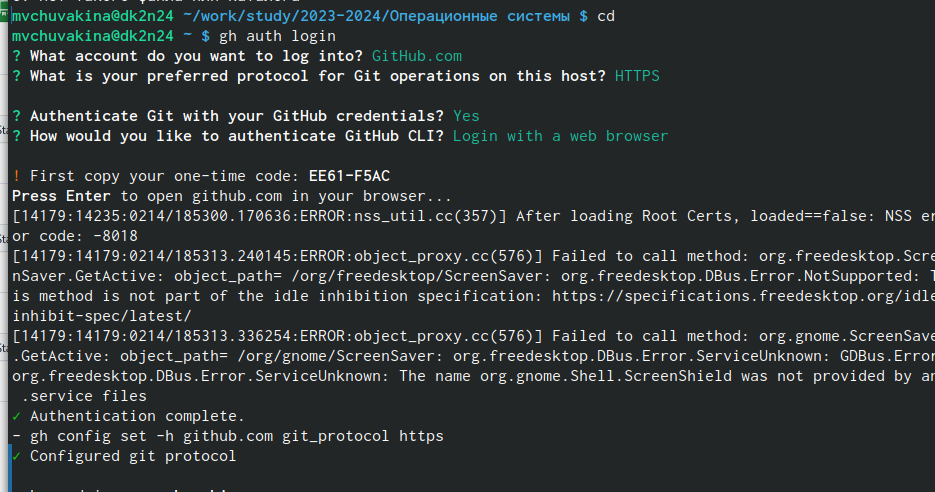 mvchuvakina@dk2n24 ~/work/study/2023-2024/Операционные системы $ cd
mvchuvakina@dk2n24 ~ $ gh auth login
? What account do you want to log into? GitHub.com
? What is your preferred protocol for Git operations on this host? HTTPS
? Authenticate Git with your GitHub credentials? Yes
? How would you like to authenticate GitHub CLI? Login with a web browser
! First copy your one-time code: EE61-F5AC
Press Enter to open github.com in your browser...
[14179:14235:0214/185300.170636:ERROR:nss_util.cc(357)] After loading Root Certs, loaded==false: NSS er
or code: -8018
[14179:14179:0214/185313.240145:ERROR:object_proxy.cc(576)] Failed to call method: org.freedesktop.Scre
nSaver.GetActive: object_path= /org/freedesktop/ScreenSaver: org.freedesktop.DBus.Error.NotSupported: T
is method is not part of the idle inhibition specification: https://specifications.freedesktop.org/idle
inhibit-spec/latest/
[14179:14179:0214/185313.336254:ERROR:object_proxy.cc(576)] Failed to call method: org.gnome.ScreenSave
.GetActive: object_path= /org/gnome/ScreenSaver: org.freedesktop.DBus.Error.ServiceUnknown: GDBus.Error
org.freedesktop.DBus.Error.ServiceUnknown: The name org.gnome.Shell.ScreenShield was not provided by an
.service files
✓ Authentication complete.
- gh config set -h github.com git_protocol https
✓ Configured git protocol